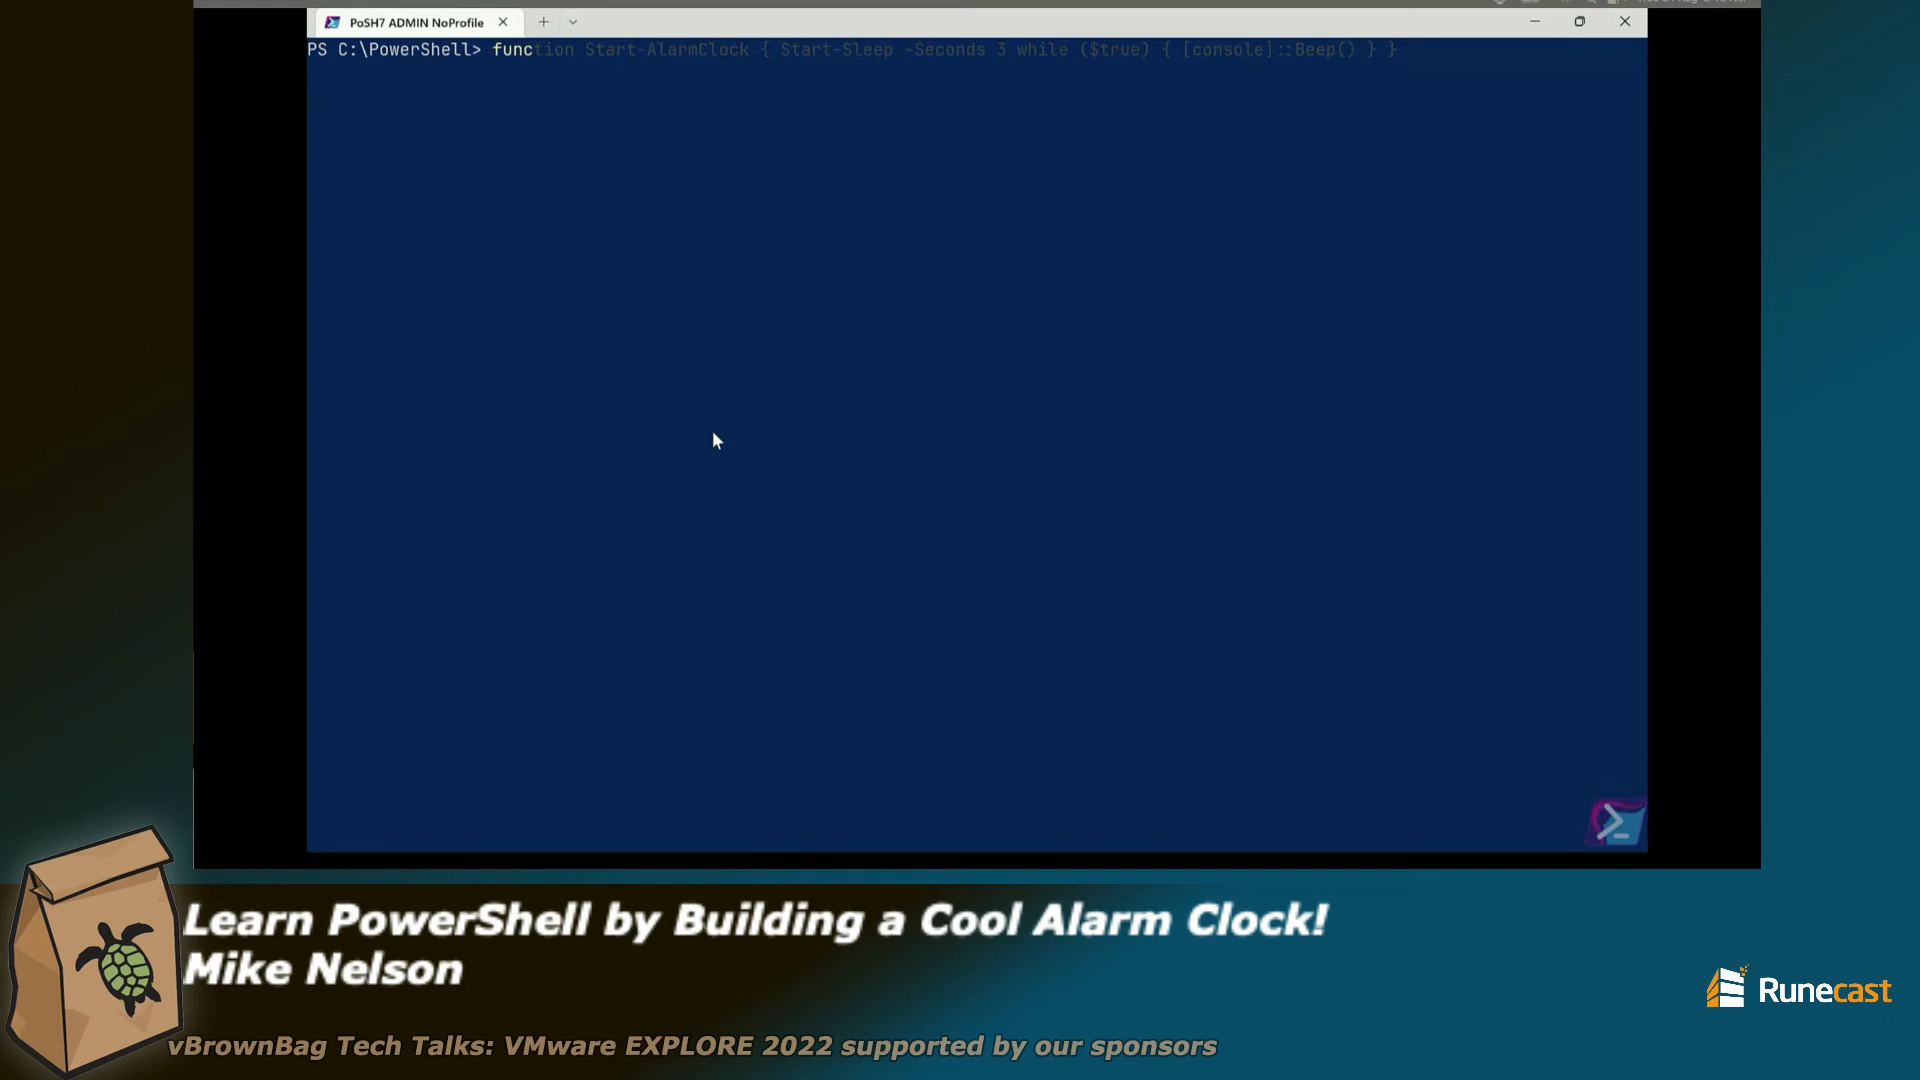 PoSH7 ADMIN NoProfile
PS C:\PowerShell> function Start-AlarmClock { Start-Sleep -Seconds 3 while ($true) { [console]::Beep() } }
Learn PowerShell by Building a Cool Alarm Clock!
Mike Nelson
Runecast
vBrownBag Tech Talks: VMware EXPLORE 2022 supported by our sponsors